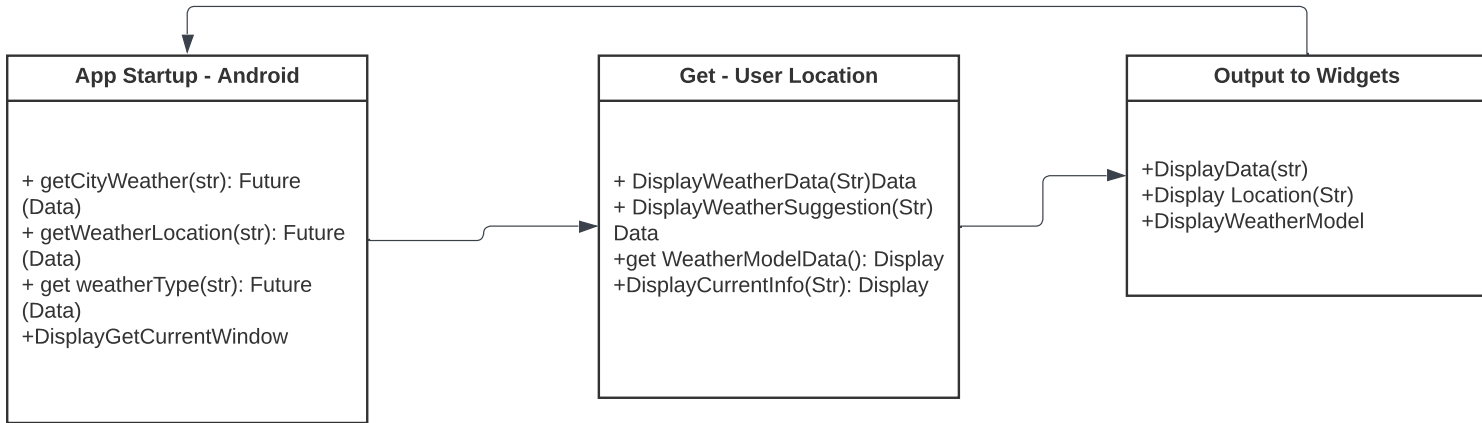 App Startup - Android
+ getCityWeather(str): Future
(Data)
+ getWeatherLocation(str): Future
(Data)
+ get weatherType(str): Future
(Data)
+DisplayGetCurrentWindow
Get - User Location
+ DisplayWeatherData(Str)Data
+ DisplayWeatherSuggestion(Str)
Data
+get WeatherModelData(): Display
+DisplayCurrentInfo(Str): Display
Output to Widgets
+DisplayData(str)
+Display Location(Str)
+DisplayWeatherModel